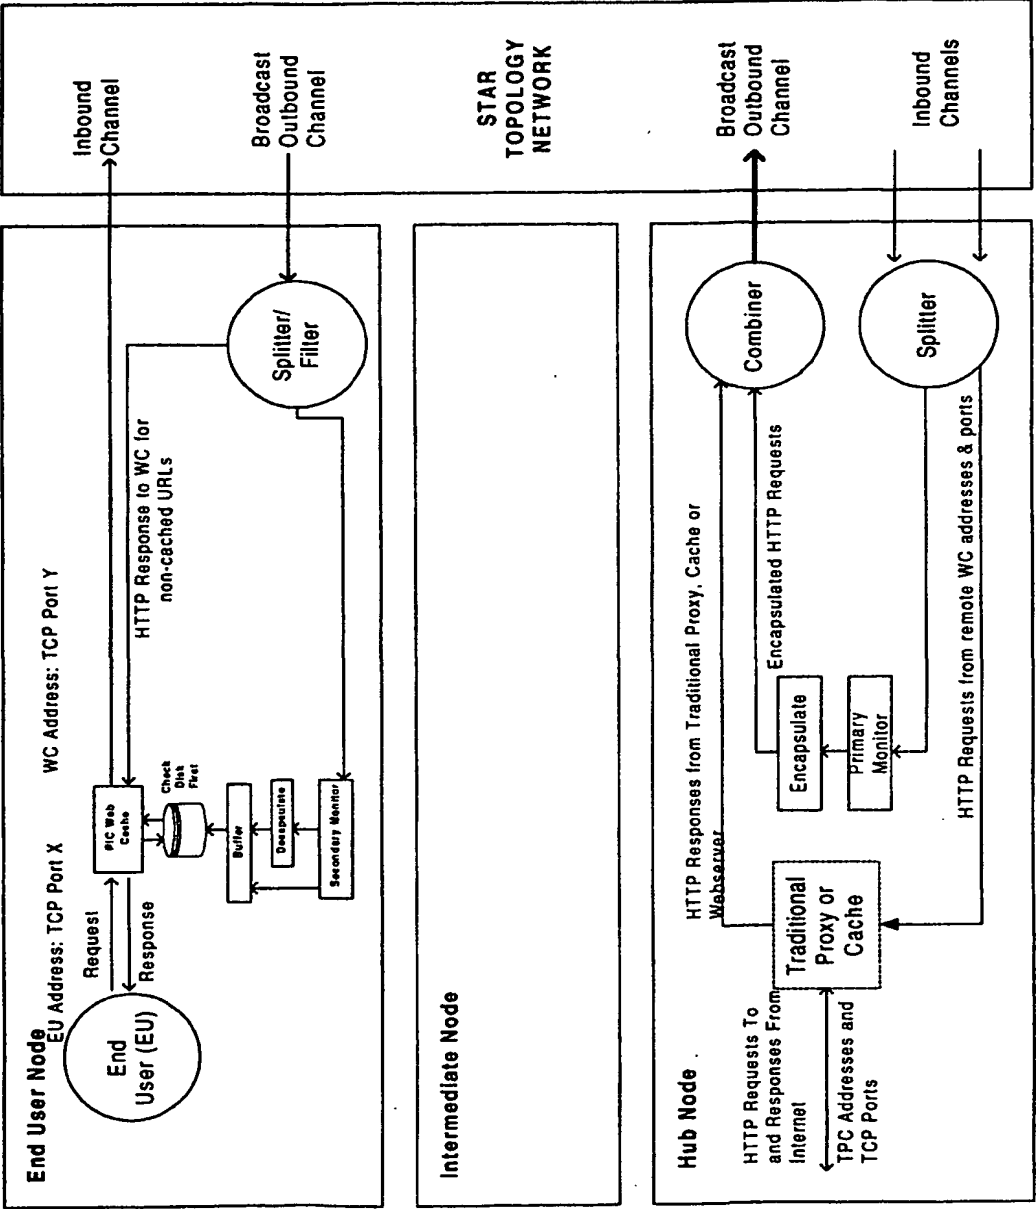 End User Node
EU Address: TCP Port X
WC Address: TCP Port Y
Inbound
Channel
End
User (EU)
Request
Response
PIC Web
Cache
Check
Disk
First
HTTP Response to WC for
non-cached URLs
Buffer
Decapsulate
Secondary Monitor
Splitter/
Filter
Broadcast
Outbound
Channel
Intermediate Node
STAR
TOPOLOGY
NETWORK
Hub Node
HTTP Responses from Traditional Proxy, Cache or
Webserver
HTTP Requests To
and Responses From
Internet
TPC Addresses and
TCP Ports
Traditional
Proxy or
Cache
Encapsulated HTTP Requests
Encapsulate
Primary
Monitor
HTTP Requests from remote WC addresses & ports
Combiner
Splitter
Broadcast
Outbound
Channel
Inbound
Channels